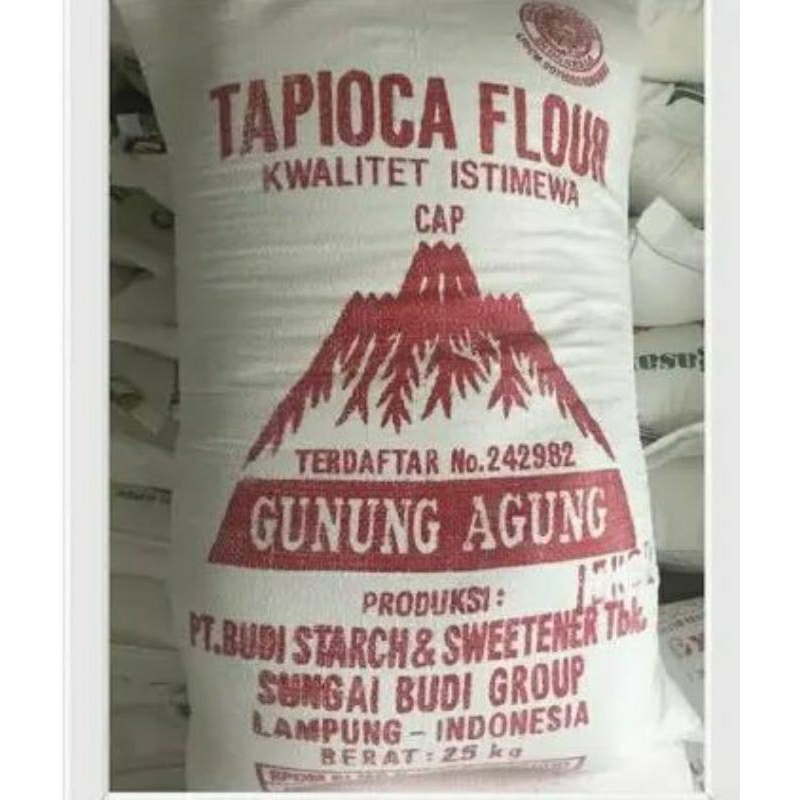 TAPIOCA FLOUR
KWALITET ISTIMEWA
CAP
TERDAFTAR No.242982
GUNUNG AGUNG
PRODUKSI :
PT.BUDI STARCH & SWEETENER Tbk.
SUNGAI BUDI GROUP
LAMPUNG - INDONESIA
BERAT : 25 kg